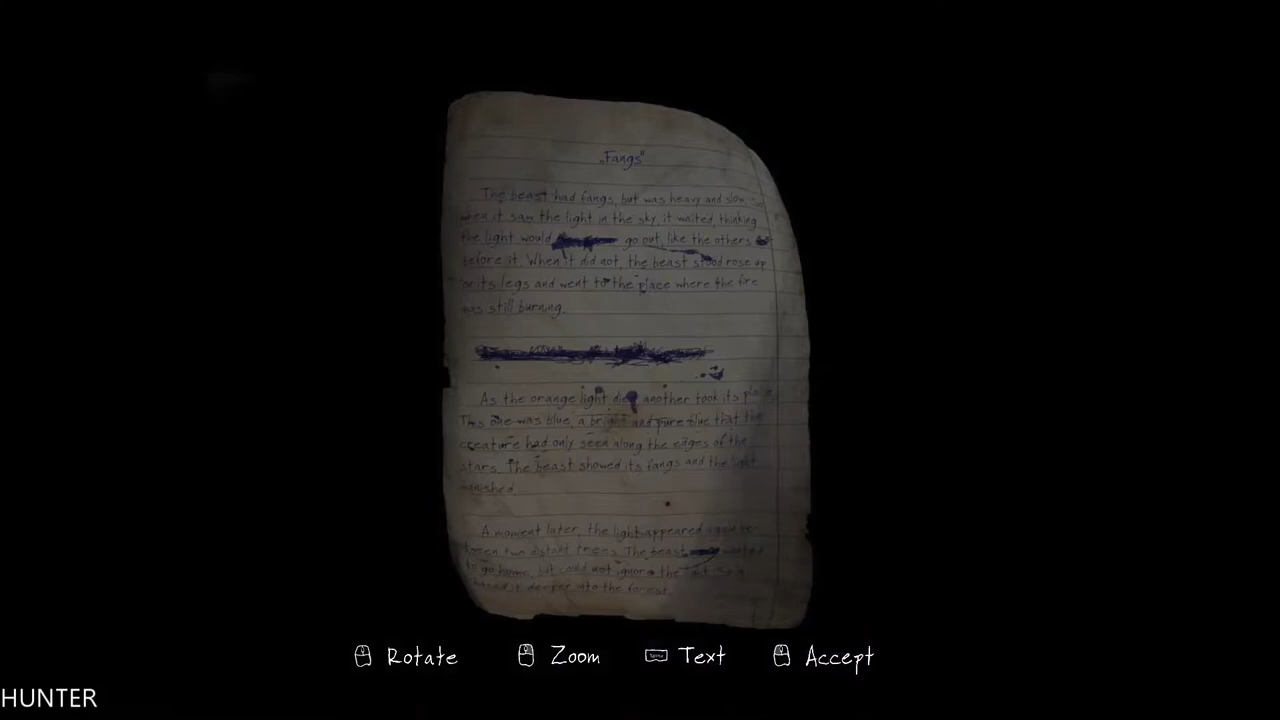 „Fangs"
The beast had fangs, but was heavy and slow, so
when it saw the light in the sky, it waited, thinking
the light would go out like the others
before it. When it did not, the beast stood rose up
on its legs and went to the place where the fire
was still burning.
As the orange light died another took its place
This one was blue, a bright and pure blue that the
creature had only seen along the edges of the
stars. The beast showed its fangs and the light
vanished.
A moment later, the light appeared again be-
tween two distant trees. The beast wanted
to go home, but could not ignore the
deeper into the forest.
Rotate
Zoom
Text
Accept
HUNTER